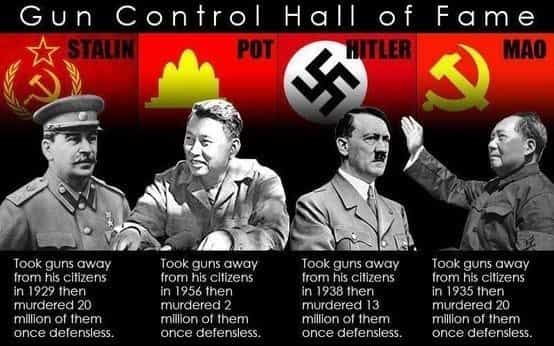 Gun Control Hall of Fame
STALIN
POT
HITLER
MAO
Took guns away
from his citizens
in 1929 then
murdered 20
million of them
once defensless.
Took guns away
from his citizens
in 1956 then
murdered 2
million of them
once defensless.
Took guns away
from his citizens
in 1938 then
murdered 13
million of them
once defensless.
Took guns away
from his citizens
in 1935 then
murdered 20
million of them
once defensless.